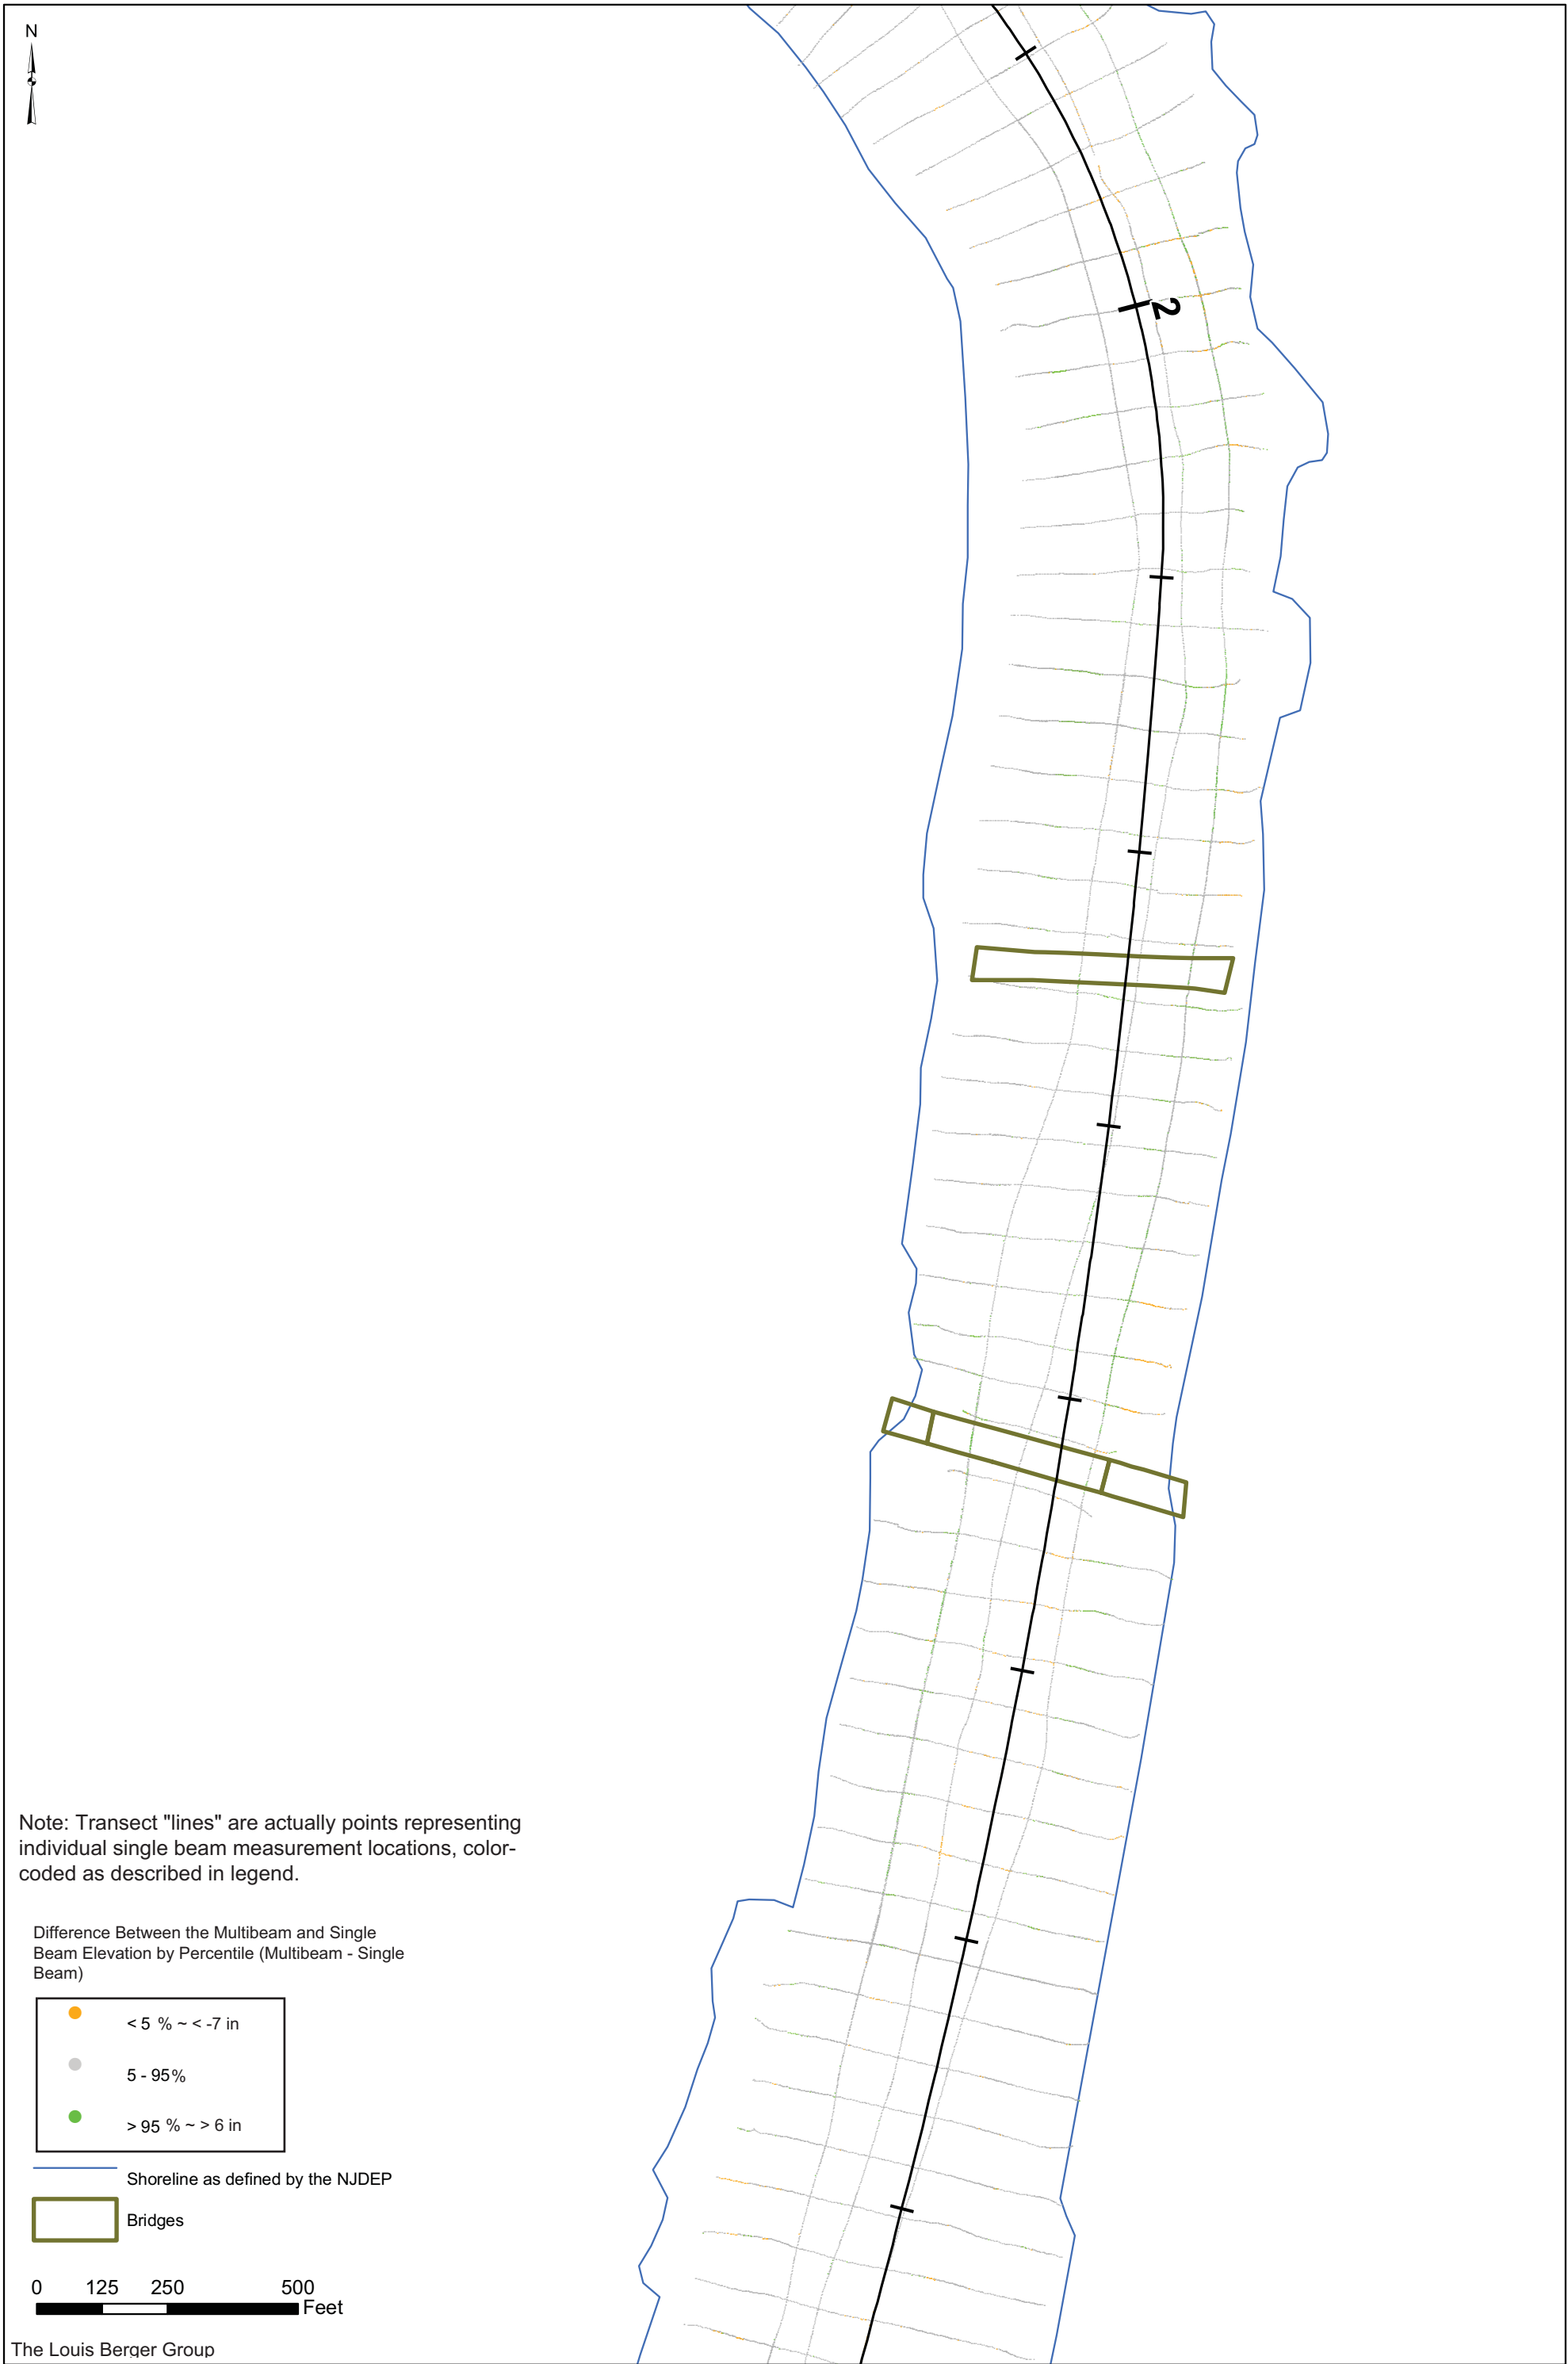 N
2
Note: Transect "lines" are actually points representing
individual single beam measurement locations, color-
coded as described in legend.
Difference Between the Multibeam and Single
Beam Elevation by Percentile (Multibeam - Single
Beam)
< 5 % ~ < -7 in
5 - 95%
> 95 % ~ > 6 in
Shoreline as defined by the NJDEP
Bridges
0 125 250 500
Feet
The Louis Berger Group